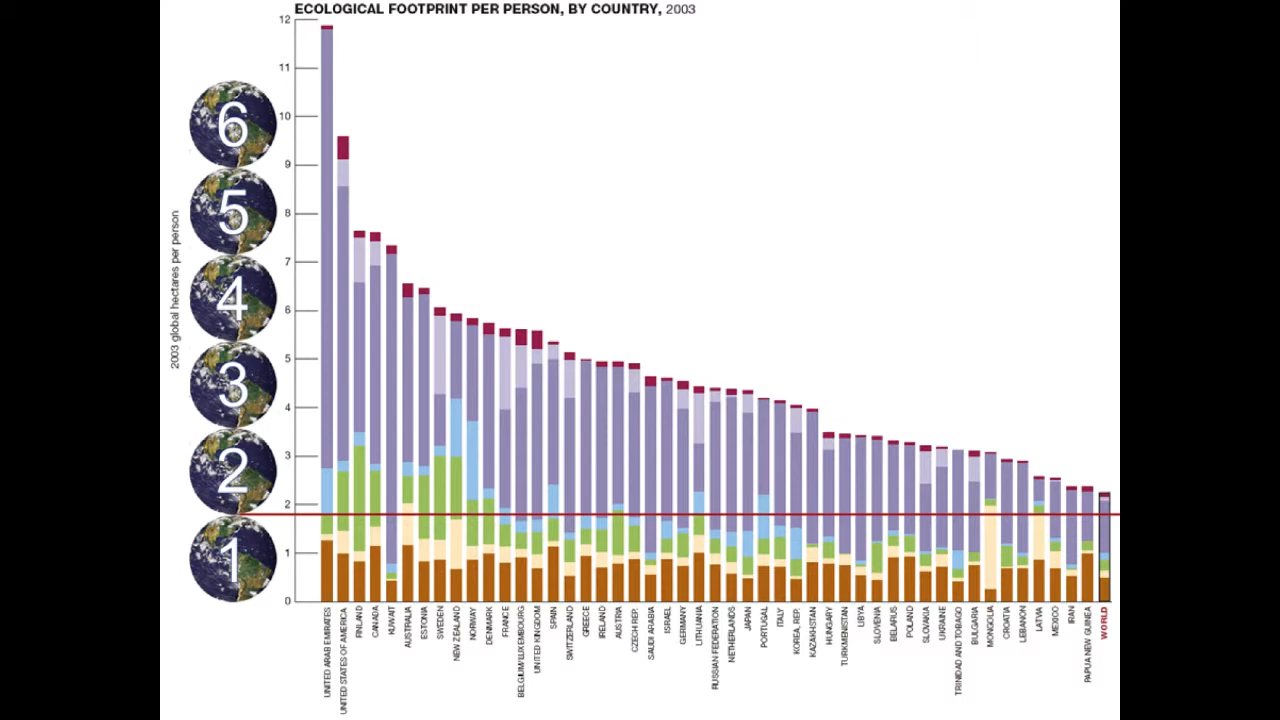 ECOLOGICAL FOOTPRINT PER PERSON, BY COUNTRY, 2003
12
11
10
9
8
7
6
5
4
3
2
1
0
6
5
4
3
2
1
2003 global hectares per person
UNITED ARAB EMIRATES
UNITED STATES OF AMERICA
FINLAND
CANADA
KUWAIT
AUSTRALIA
ESTONIA
SWEDEN
NEW ZEALAND
NORWAY
DENMARK
FRANCE
BELGIUM/LUXEMBOURG
UNITED KINGDOM
SPAIN
SWITZERLAND
GREECE
IRELAND
AUSTRIA
CZECH REP.
SAUDI ARABIA
ISRAEL
GERMANY
LITHUANIA
RUSSIAN FEDERATION
NETHERLANDS
JAPAN
PORTUGAL
ITALY
KOREA, REP.
KAZAKHSTAN
HUNGARY
TURKMENISTAN
LIBYA
SLOVENIA
BELARUS
POLAND
SLOVAKIA
UKRAINE
TRINIDAD AND TOBAGO
BULGARIA
MONGOLIA
CROATIA
LEBANON
LATVIA
MEXICO
IRAN
PAPUA NEW GUINEA
WORLD